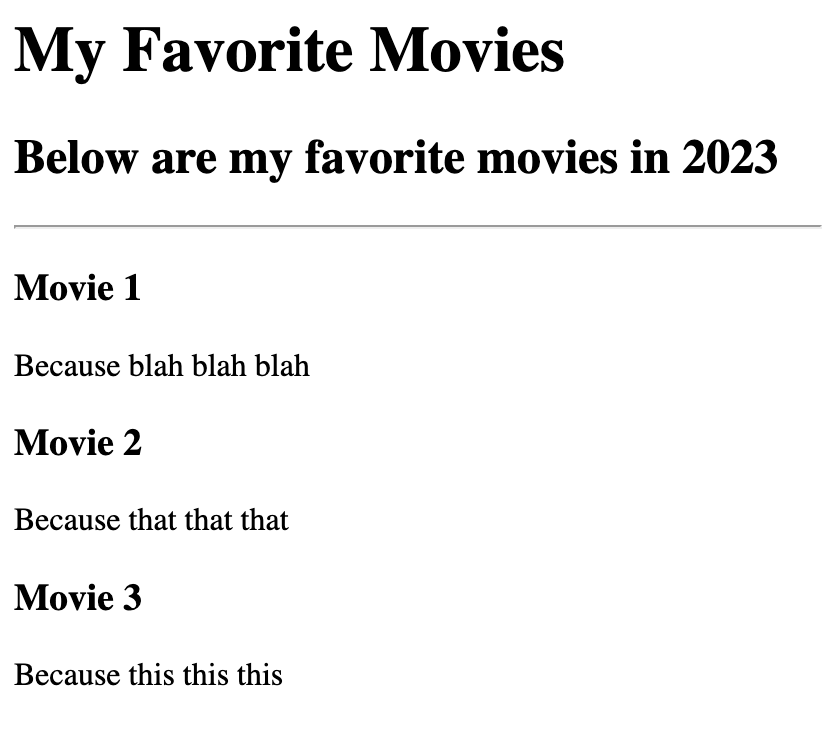 My Favorite Movies
Below are my favorite movies in 2023
Movie 1
Because blah blah blah
Movie 2
Because that that that
Movie 3
Because this this this